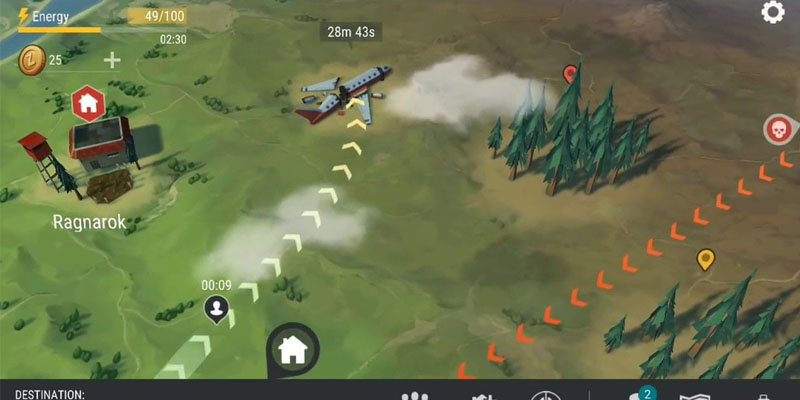 Energy
49/100
02:30
25
28m 43s
Ragnarok
00:09
DESTINATION:
2